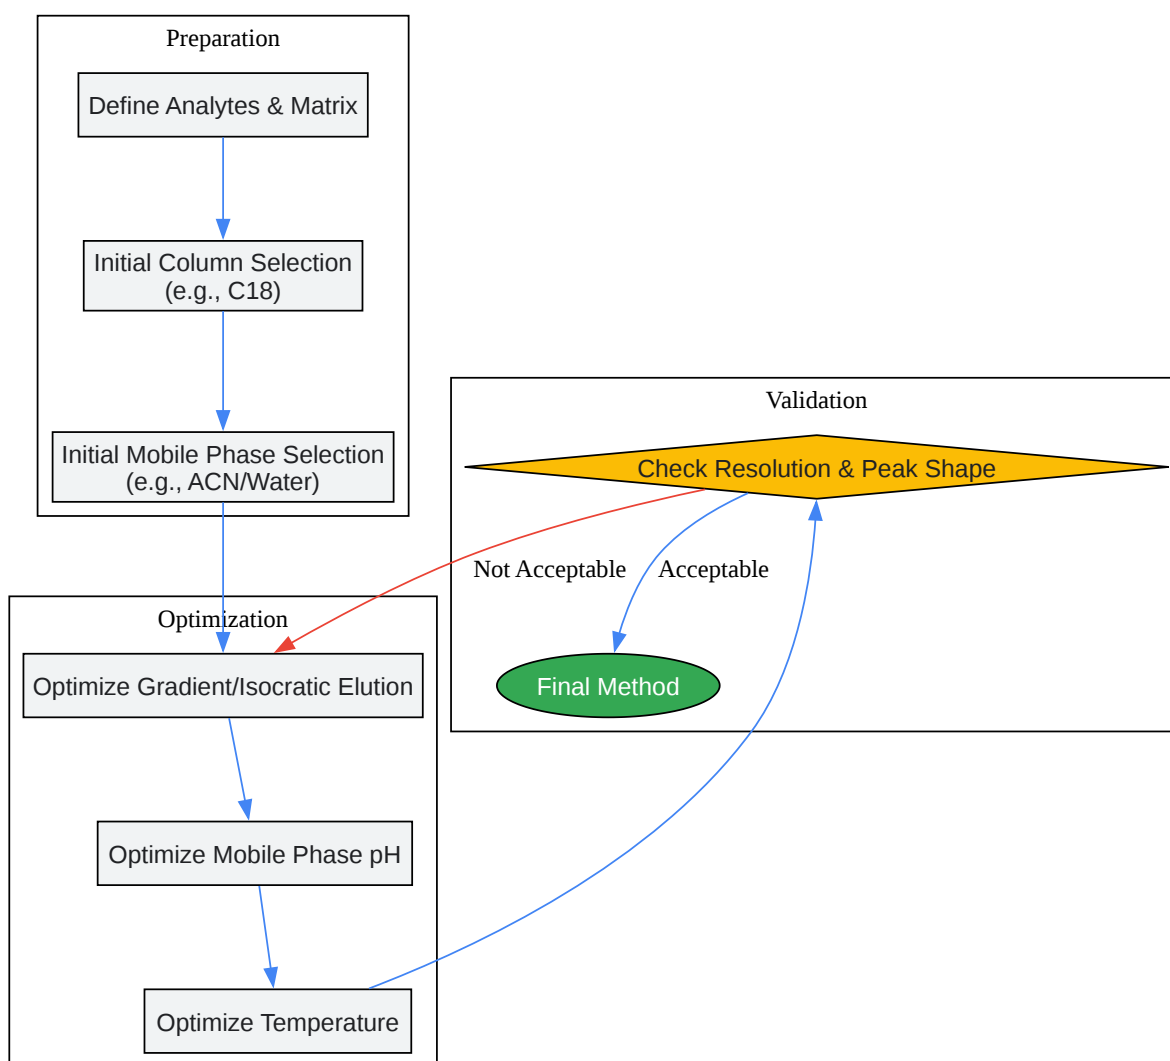 Preparation
Define Analytes & Matrix
Initial Column Selection
(e.g., C18)
Initial Mobile Phase Selection
(e.g., ACN/Water)
Validation
Check Resolution & Peak Shape
Not Acceptable
Acceptable
Final Method
Optimization
Optimize Gradient/Isocratic Elution
Optimize Mobile Phase pH
Optimize Temperature